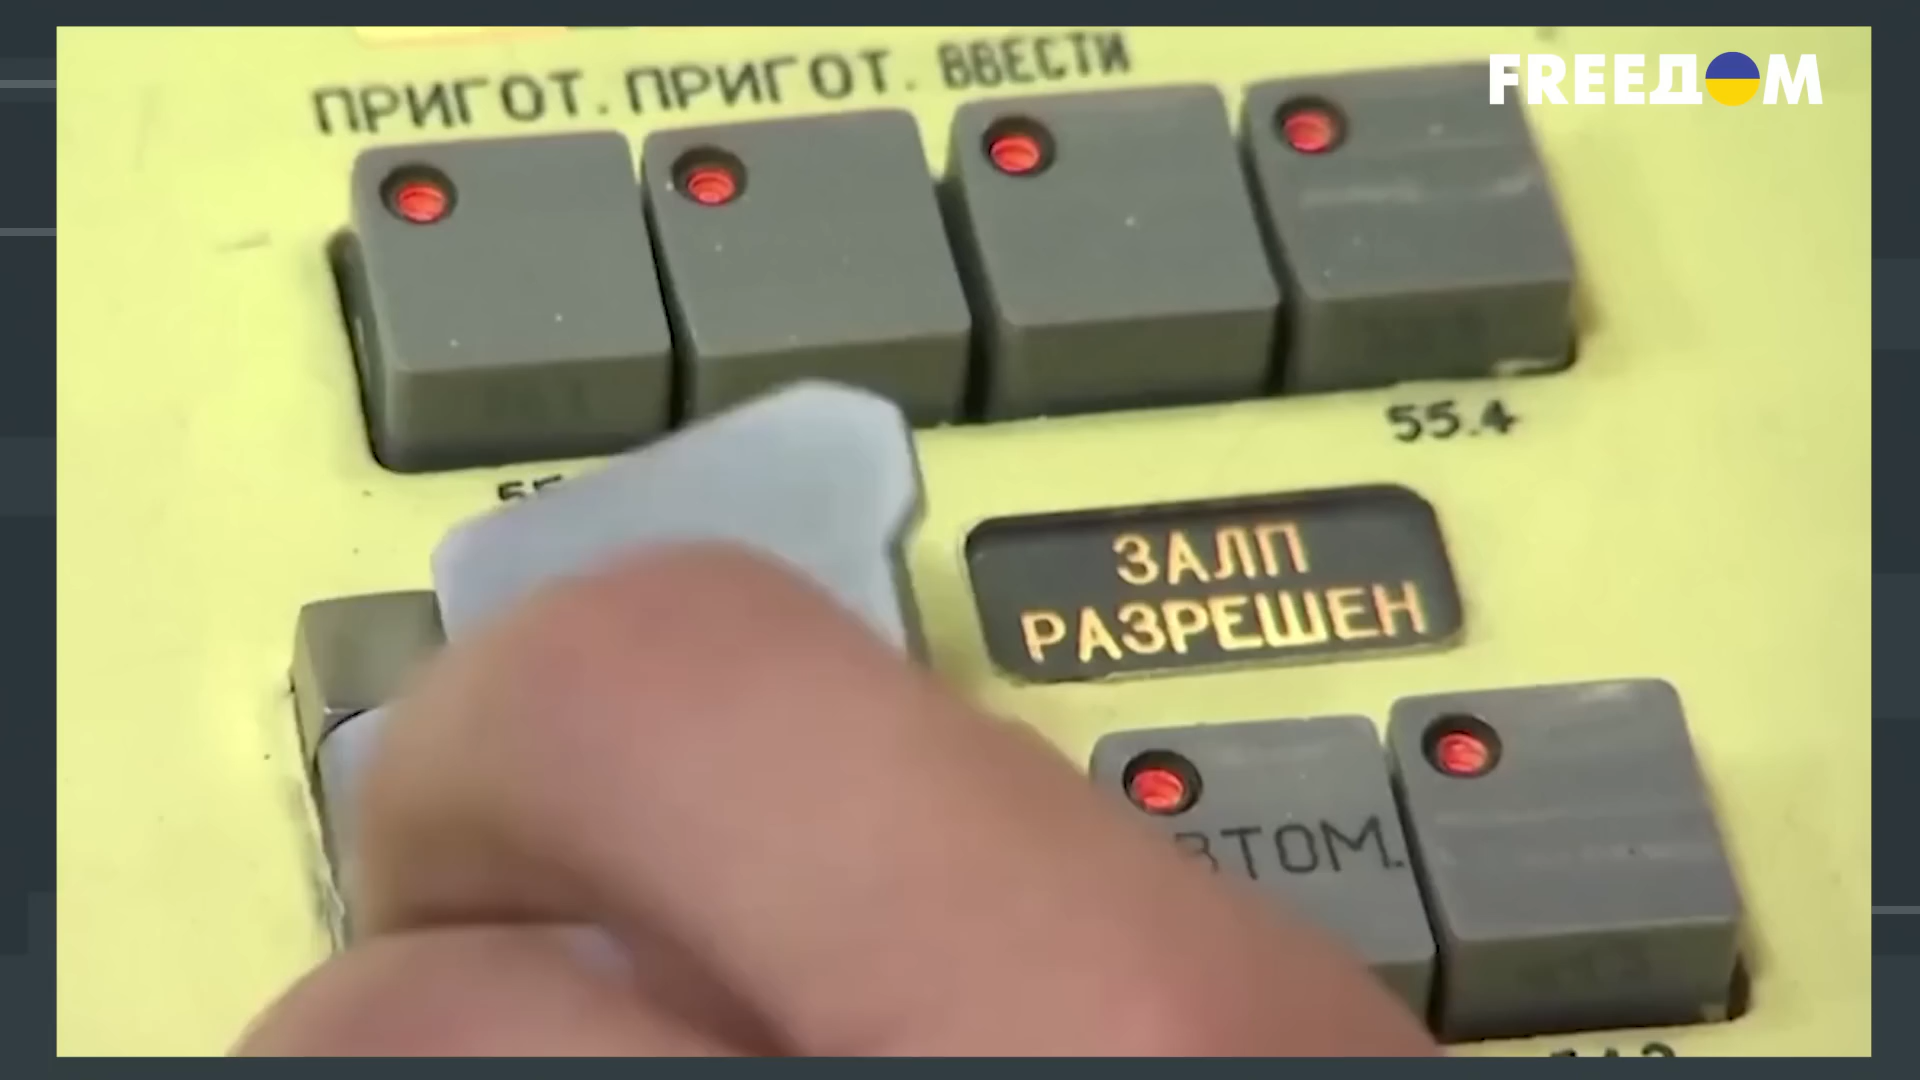 FREEДOM
ПРИГОТ. ПРИГОТ. ВВЕСТИ
55.4
ЗАЛП
РАЗРЕШЕН